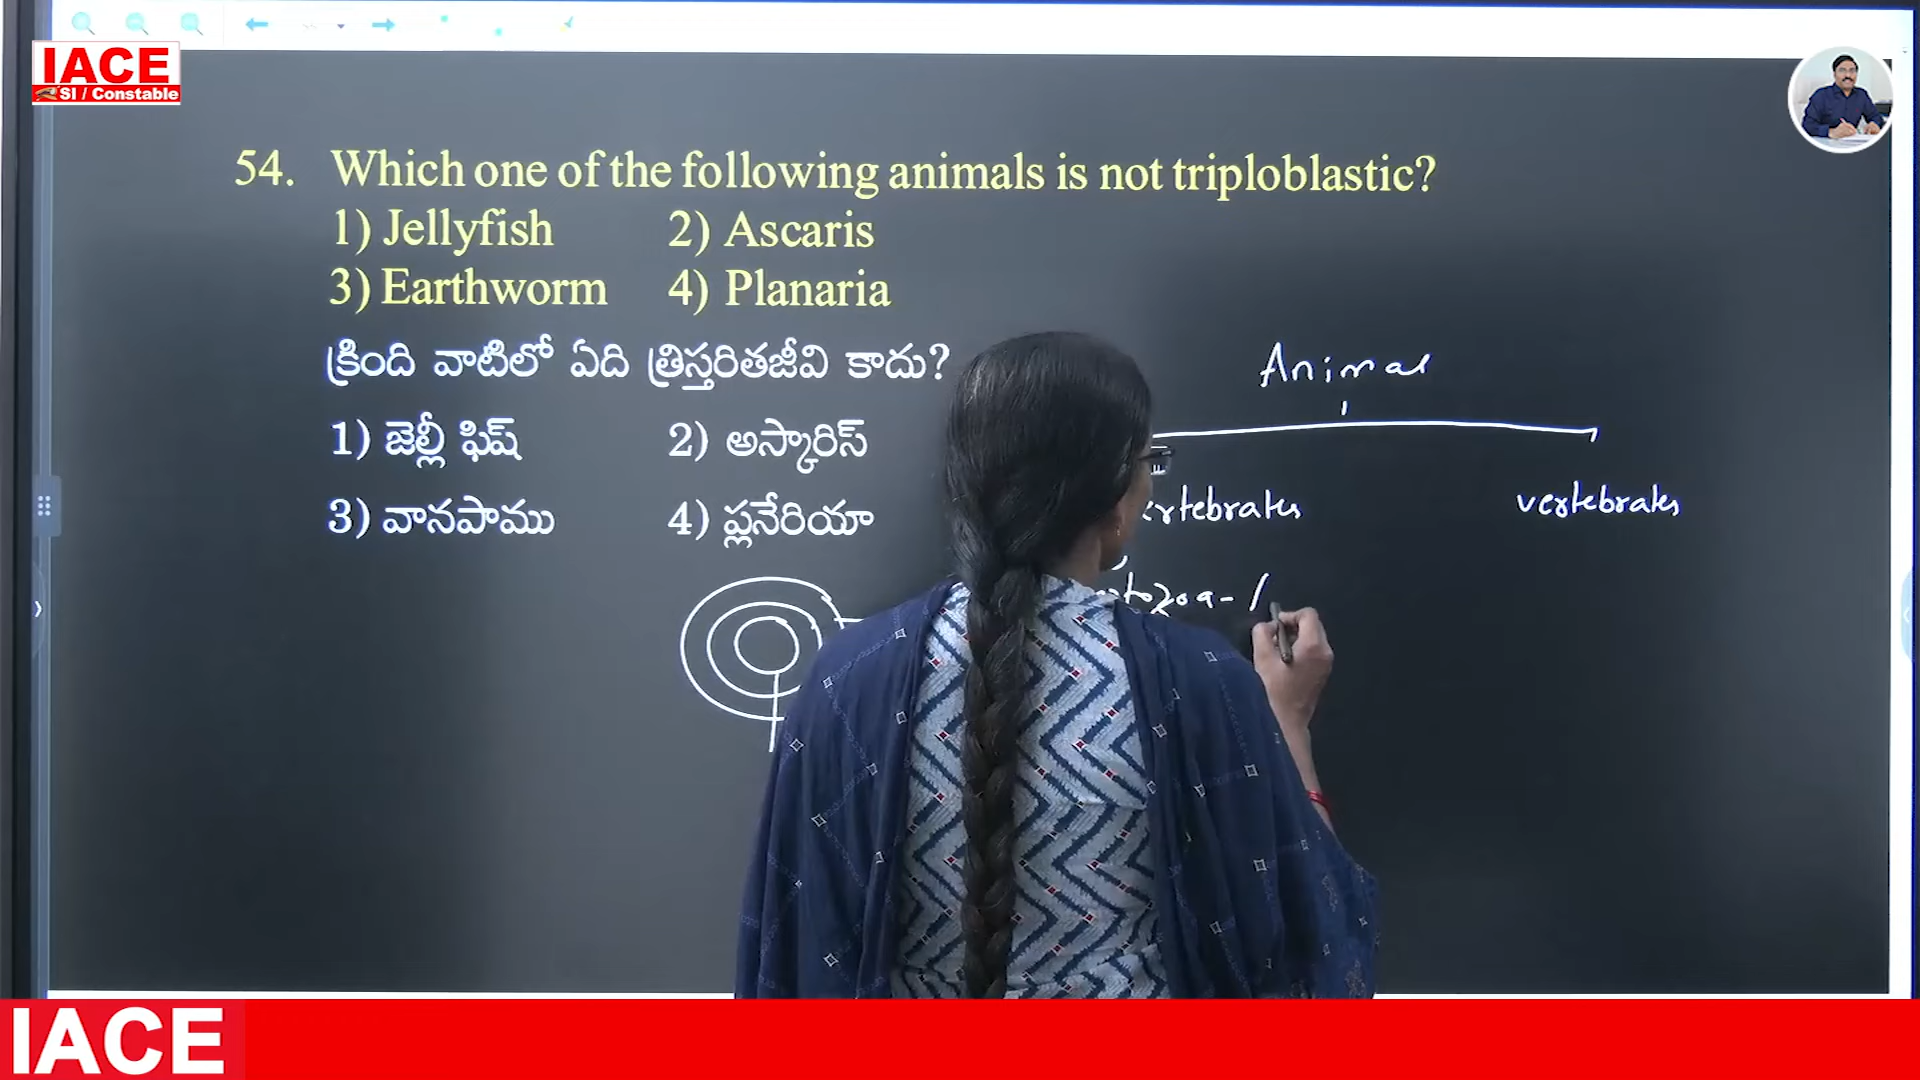 IACE
SI / Constable
54. Which one of the following animals is not triploblastic?
1) Jellyfish 2) Ascaris
3) Earthworm 4) Planaria
క్రింది వాటిలో ఏది త్రిస్తరితజీవి కాదు?
1) జెల్లీ ఫిష్ 2) అస్కారిస్
3) వానపాము 4) ప్లనేరియా
Animal
vertebrates
IACE